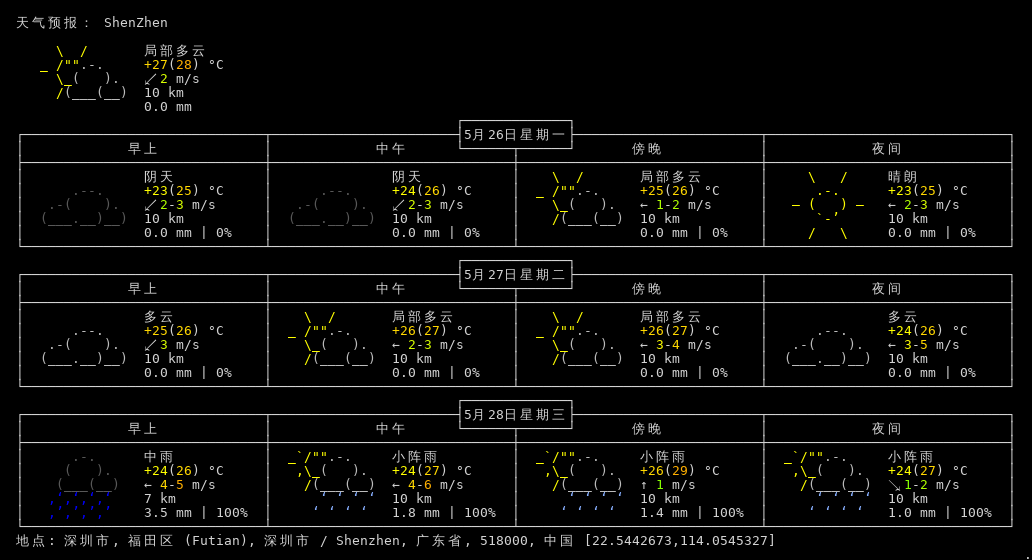 天气预报： ShenZhen
局部多云
+27(28) °C
↙2 m/s
10 km
0.0 mm
5月26日星期一
早上 中午 傍晚 夜间
阴天 阴天 局部多云 晴朗
+23(25) °C +24(26) °C +25(26) °C +23(25) °C
↙2-3 m/s ↙2-3 m/s ← 1-2 m/s ← 2-3 m/s
10 km 10 km 10 km 10 km
0.0 mm | 0% 0.0 mm | 0% 0.0 mm | 0% 0.0 mm | 0%
5月27日星期二
早上 中午 傍晚 夜间
多云 局部多云 局部多云 多云
+25(26) °C +26(27) °C +26(27) °C +24(26) °C
↙3 m/s ← 2-3 m/s ← 3-4 m/s ← 3-5 m/s
10 km 10 km 10 km 10 km
0.0 mm | 0% 0.0 mm | 0% 0.0 mm | 0% 0.0 mm | 0%
5月28日星期三
早上 中午 傍晚 夜间
中雨 小阵雨 小阵雨 小阵雨
+24(26) °C +24(27) °C +26(29) °C +24(27) °C
← 4-5 m/s ← 4-6 m/s ↑ 1 m/s ↘1-2 m/s
7 km 10 km 10 km 10 km
3.5 mm | 100% 1.8 mm | 100% 1.4 mm | 100% 1.0 mm | 100%
地点: 深圳市, 福田区 (Futian), 深圳市 / Shenzhen, 广东省, 518000, 中国 [22.5442673,114.0545327]